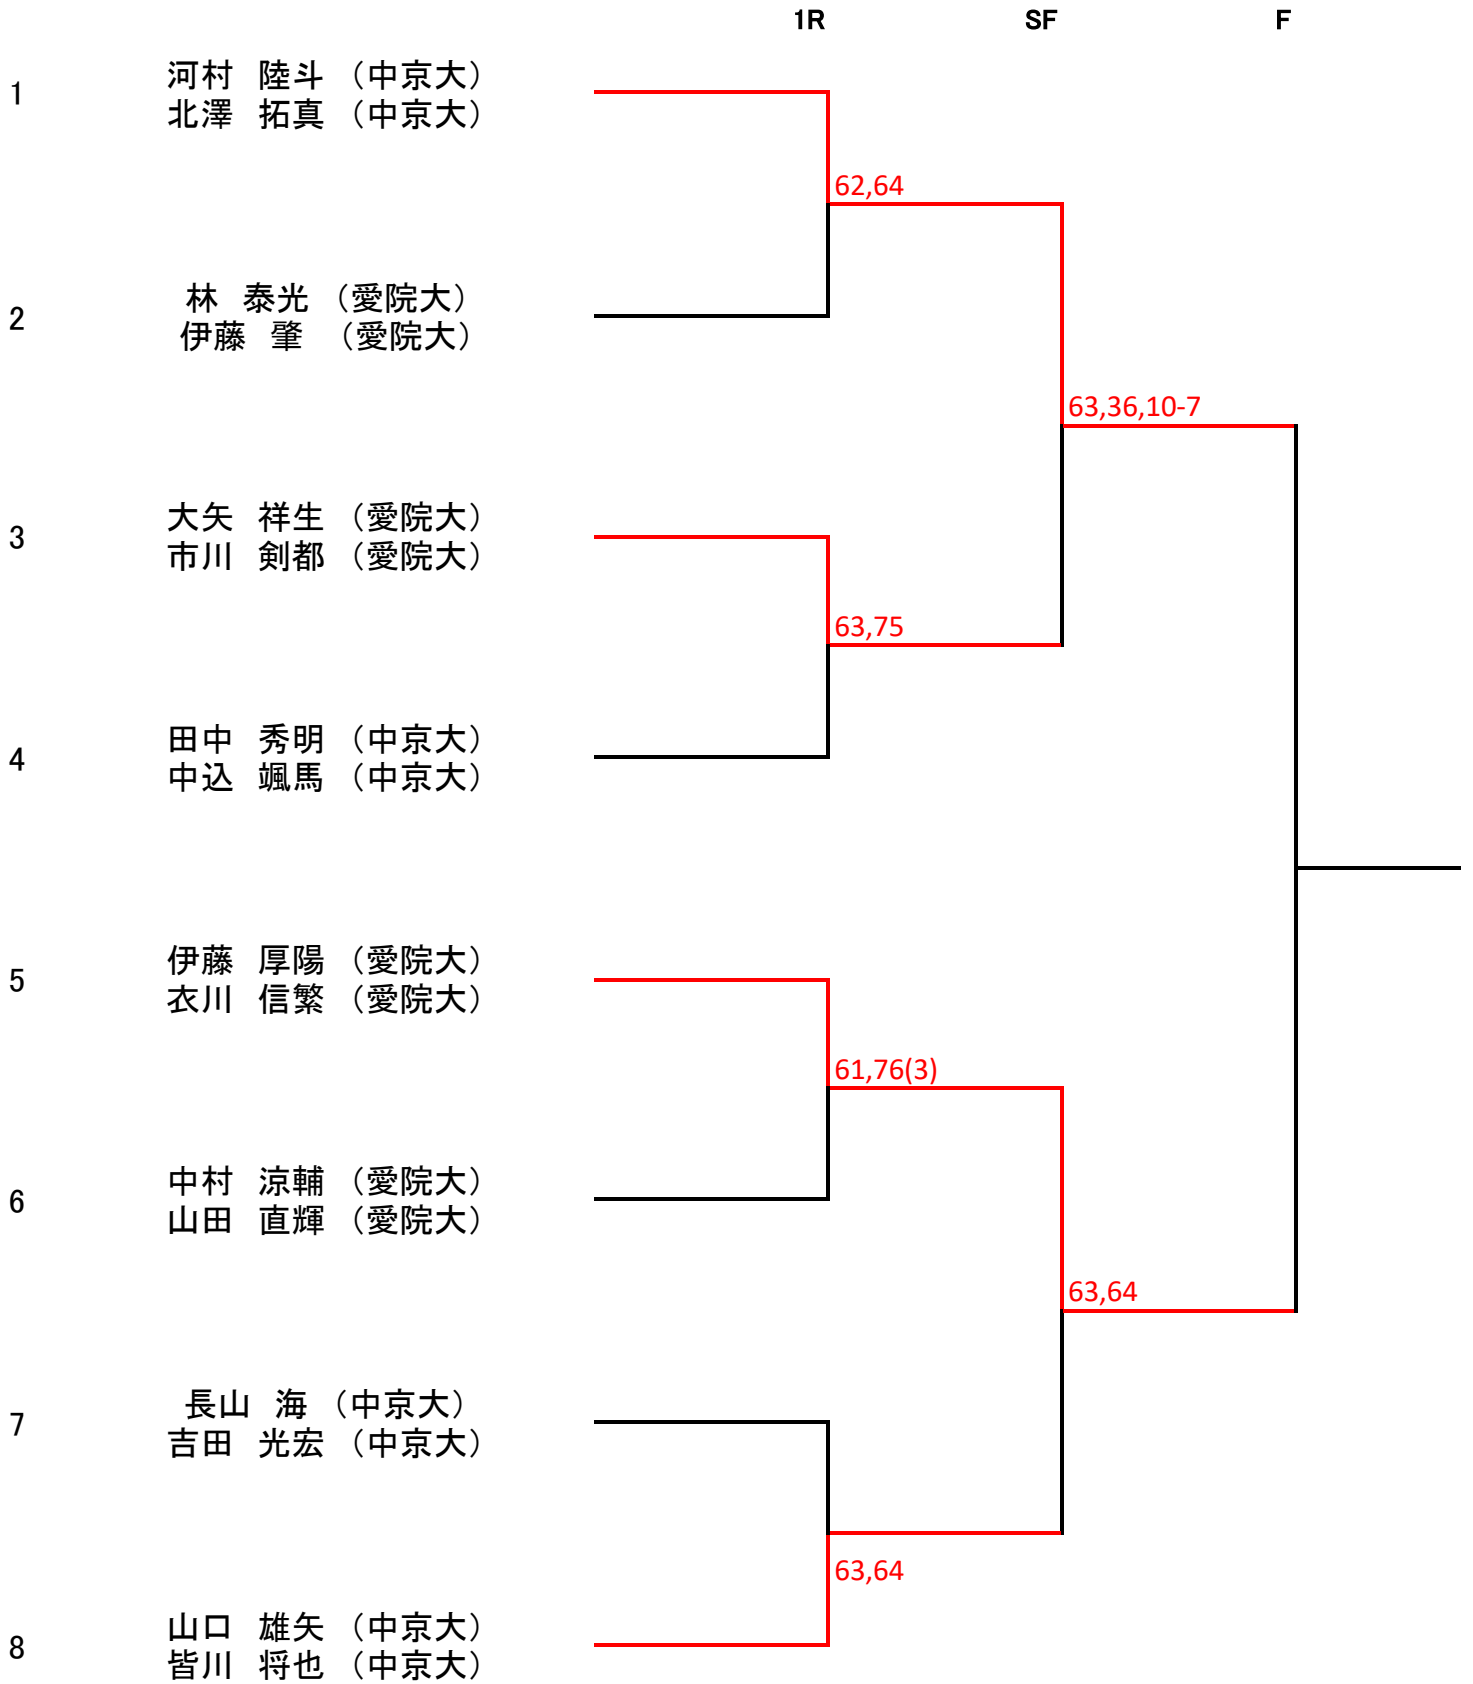 1R SF F
1 河村 陸斗 (中京大)
北澤 拓真 (中京大)
62,64
2 林 泰光 (愛院大)
伊藤 肇 (愛院大)
63,36,10-7
3 大矢 祥生 (愛院大)
市川 剣都 (愛院大)
63,75
4 田中 秀明 (中京大)
中込 颯馬 (中京大)
5 伊藤 厚陽 (愛院大)
衣川 信繁 (愛院大)
61,76(3)
6 中村 涼輔 (愛院大)
山田 直輝 (愛院大)
63,64
7 長山 海 (中京大)
吉田 光宏 (中京大)
63,64
8 山口 雄矢 (中京大)
皆川 将也 (中京大)